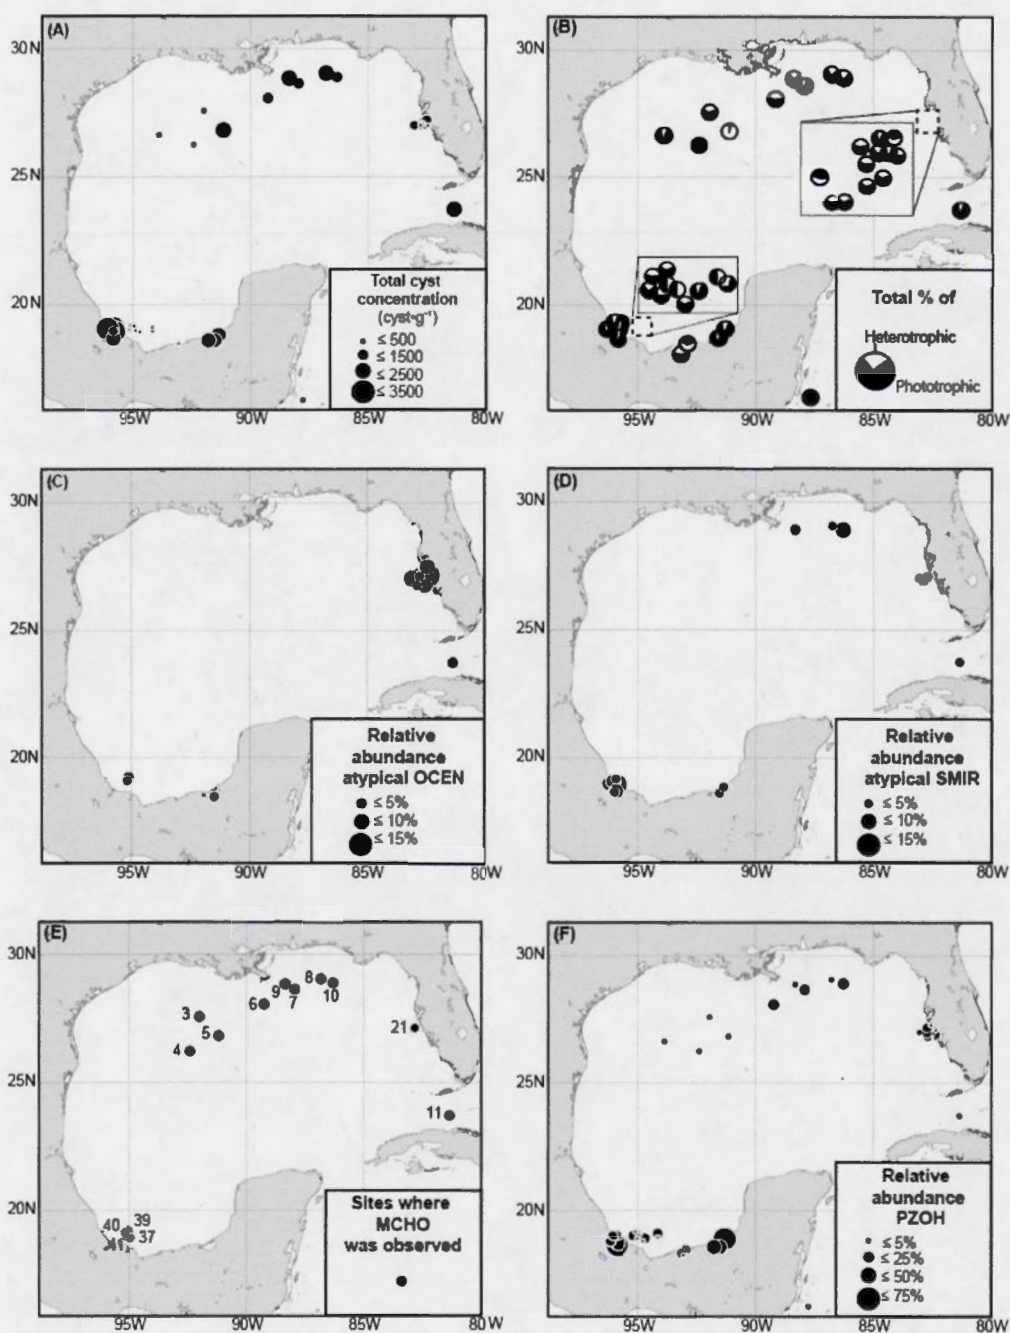 (A)
30N
25N
20N
95W
90W
85W
80W
Total cyst
concentration
(cyst•g⁻¹)
≤ 500
≤ 1500
≤ 2500
≤ 3500
(B)
30N
25N
20N
95W
90W
85W
80W
Total % of
Heterotrophic
Phototrophic
(C)
30N
25N
20N
95W
90W
85W
80W
Relative
abundance
atypical OCEN
≤ 5%
≤ 10%
≤ 15%
(D)
30N
25N
20N
95W
90W
85W
80W
Relative
abundance
atypical SMIR
≤ 5%
≤ 10%
≤ 15%
(E)
30N
25N
20N
95W
90W
85W
80W
8
9
7
10
6
3
5
4
21
11
39
40
37
41
Sites where
MCHO
was observed
(F)
30N
25N
20N
95W
90W
85W
80W
Relative
abundance
PZOH
≤ 5%
≤ 25%
≤ 50%
≤ 75%